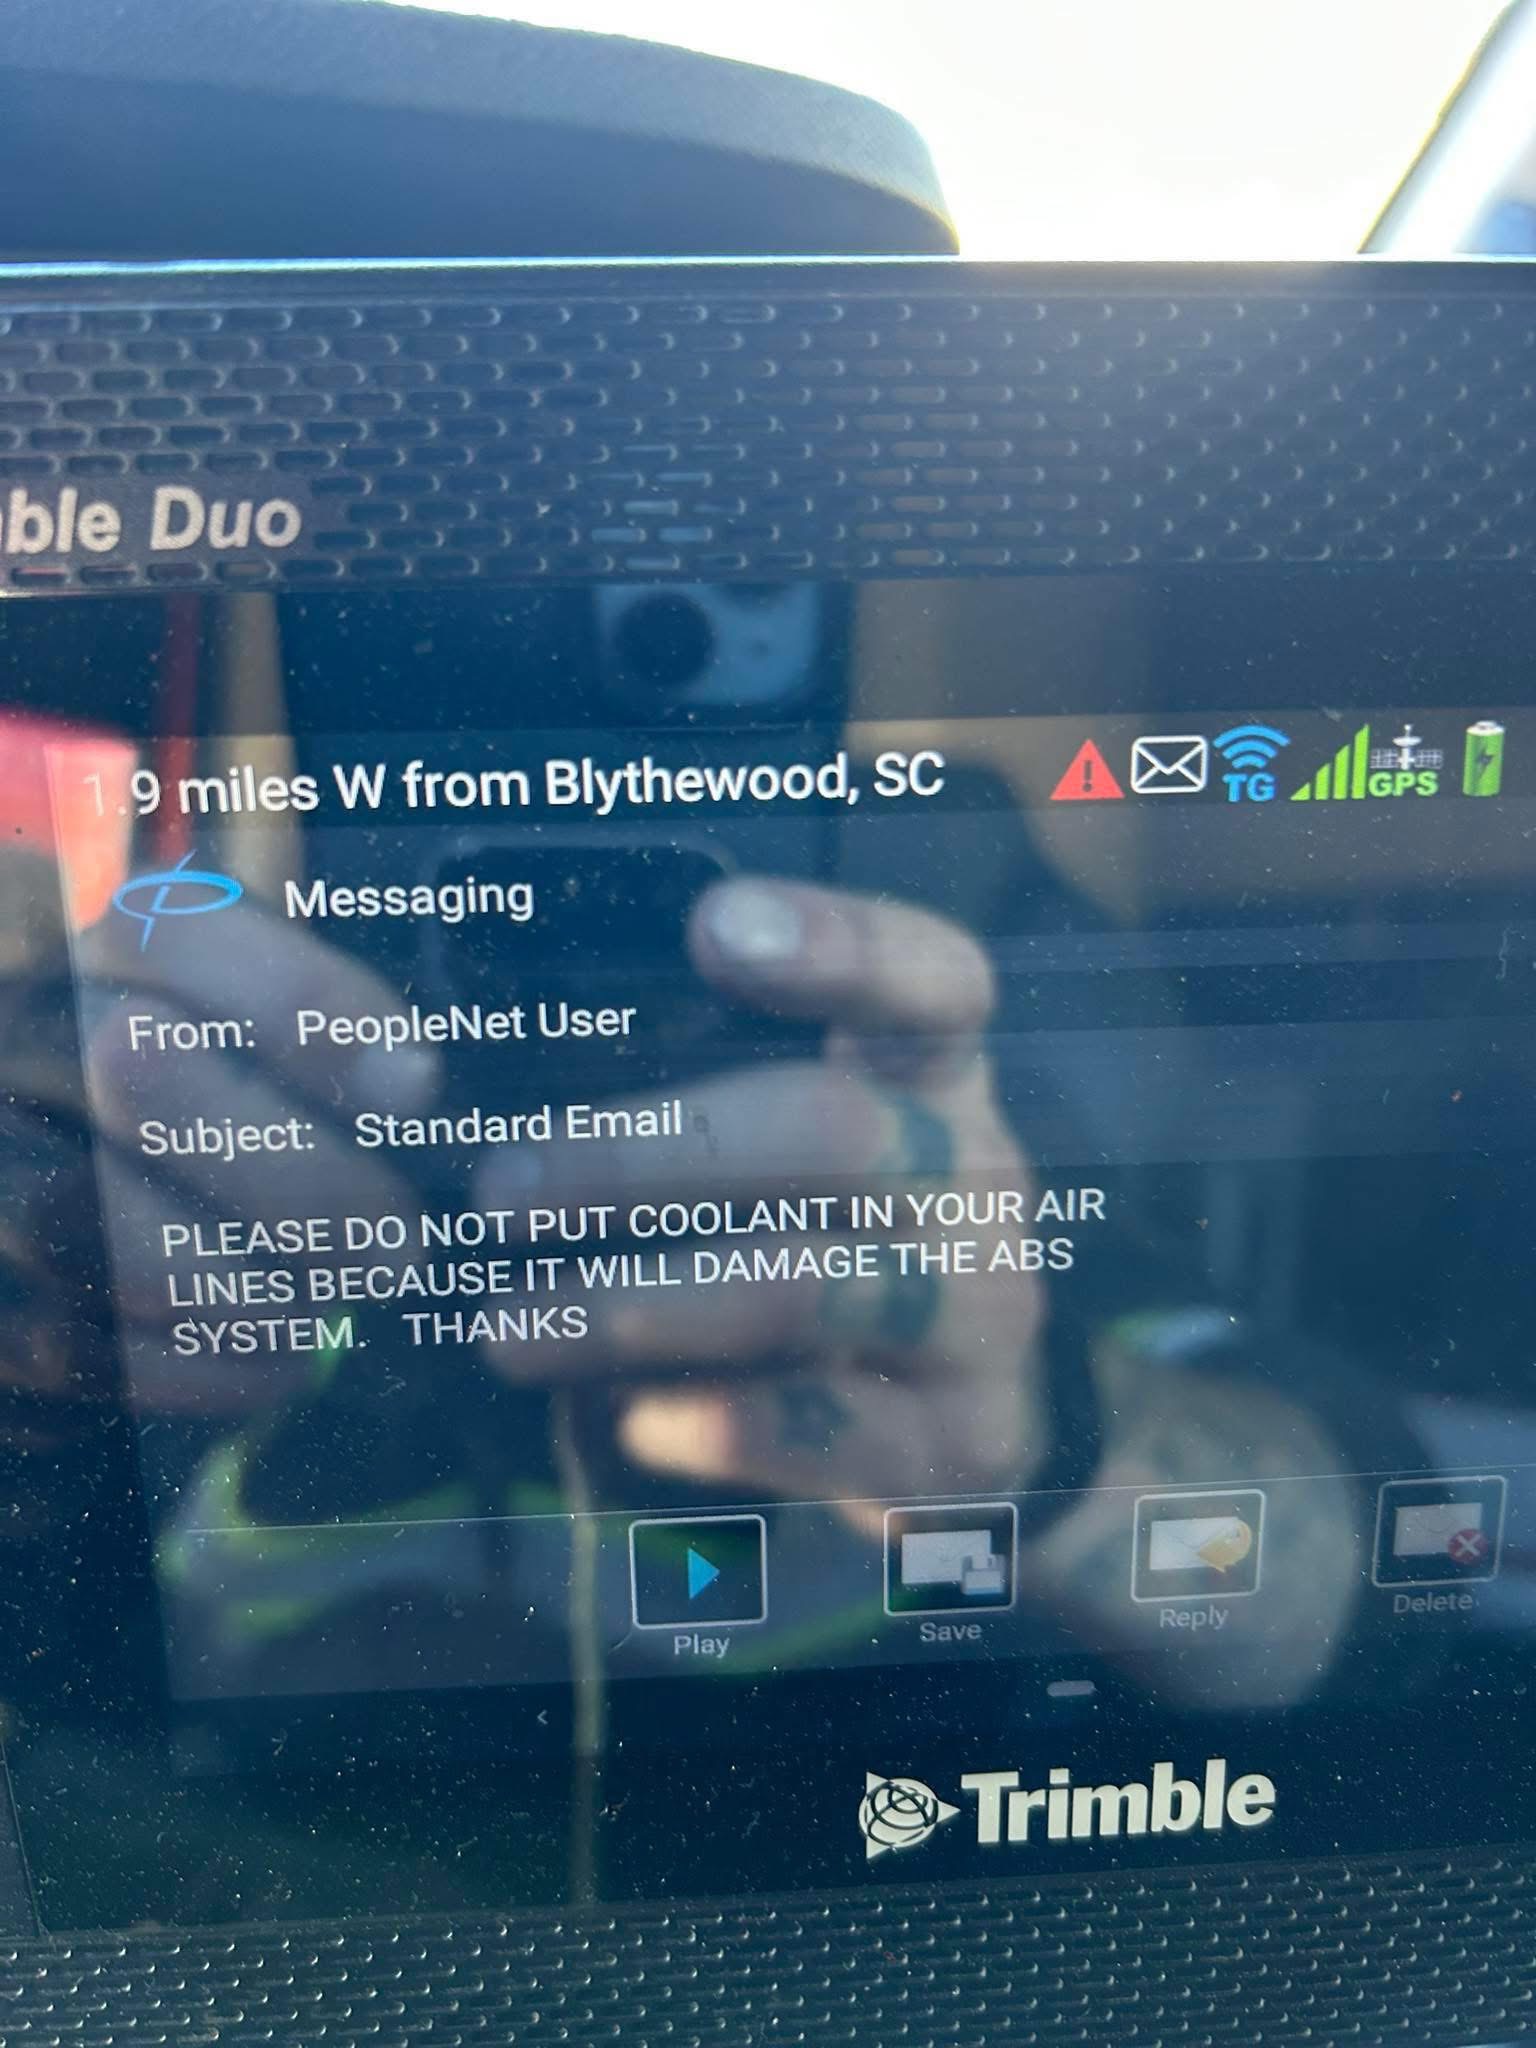 ble Duo
1.9 miles W from Blythewood, SC
TG
GPS
Messaging
From: PeopleNet User
Subject: Standard Email
PLEASE DO NOT PUT COOLANT IN YOUR AIR
LINES BECAUSE IT WILL DAMAGE THE ABS
SYSTEM. THANKS
Play
Save
Reply
Delete
Trimble